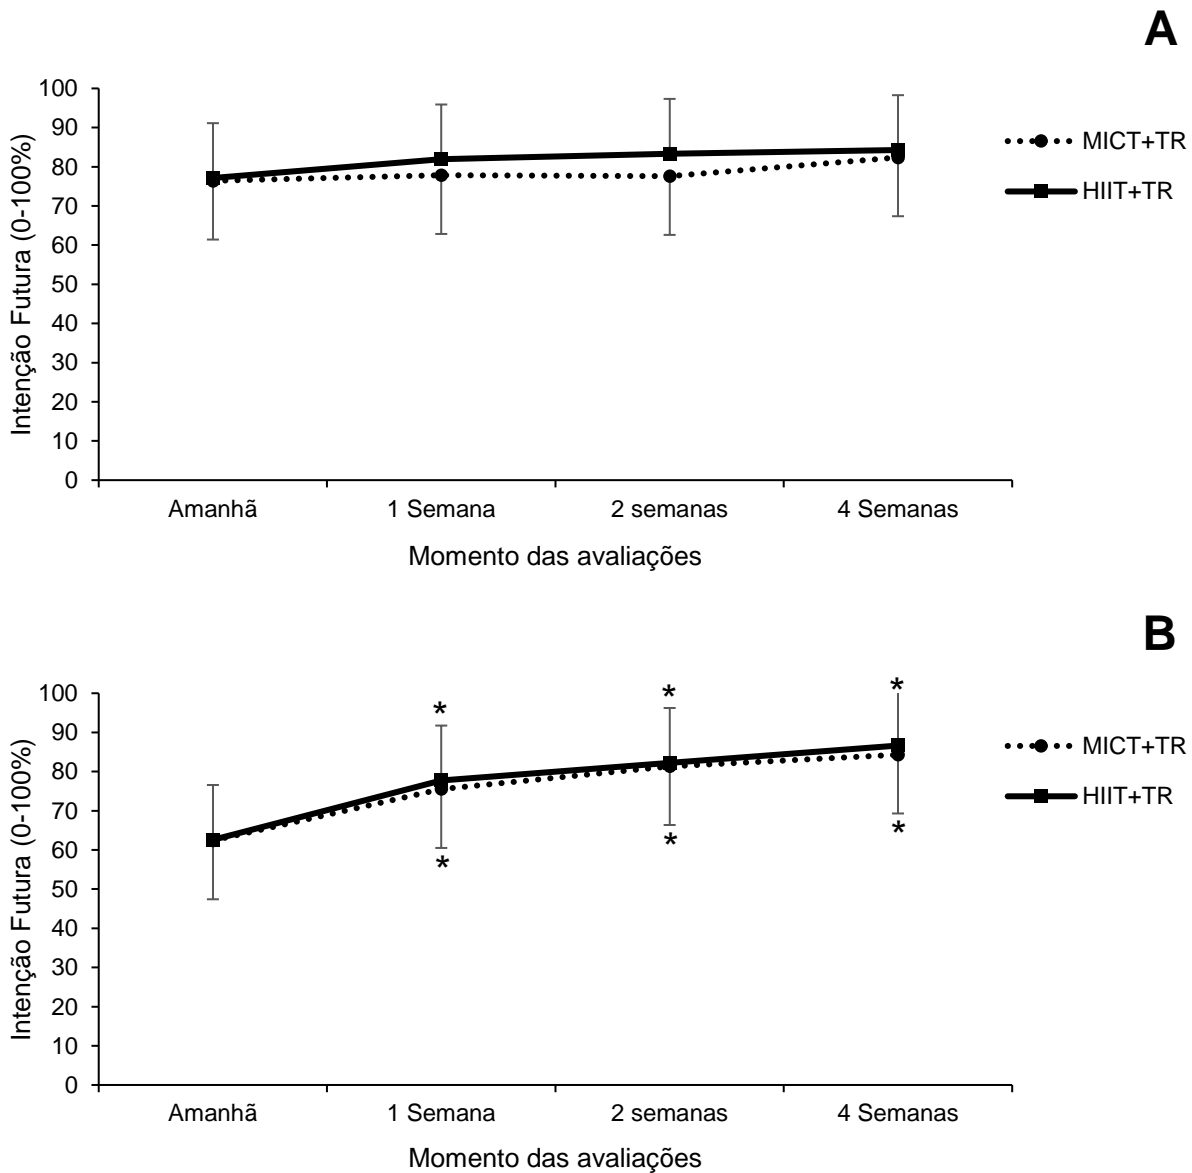 A
100
90
80
70
60
50
40
30
20
10
0
Intenção Futura (0-100%)
MICT+TR
HIIT+TR
Amanhã 1 Semana 2 semanas 4 Semanas
Momento das avaliações
B
100
90
80
70
60
50
40
30
20
10
0
Intenção Futura (0-100%)
* * *
* * *
MICT+TR
HIIT+TR
Amanhã 1 Semana 2 semanas 4 Semanas
Momento das avaliações